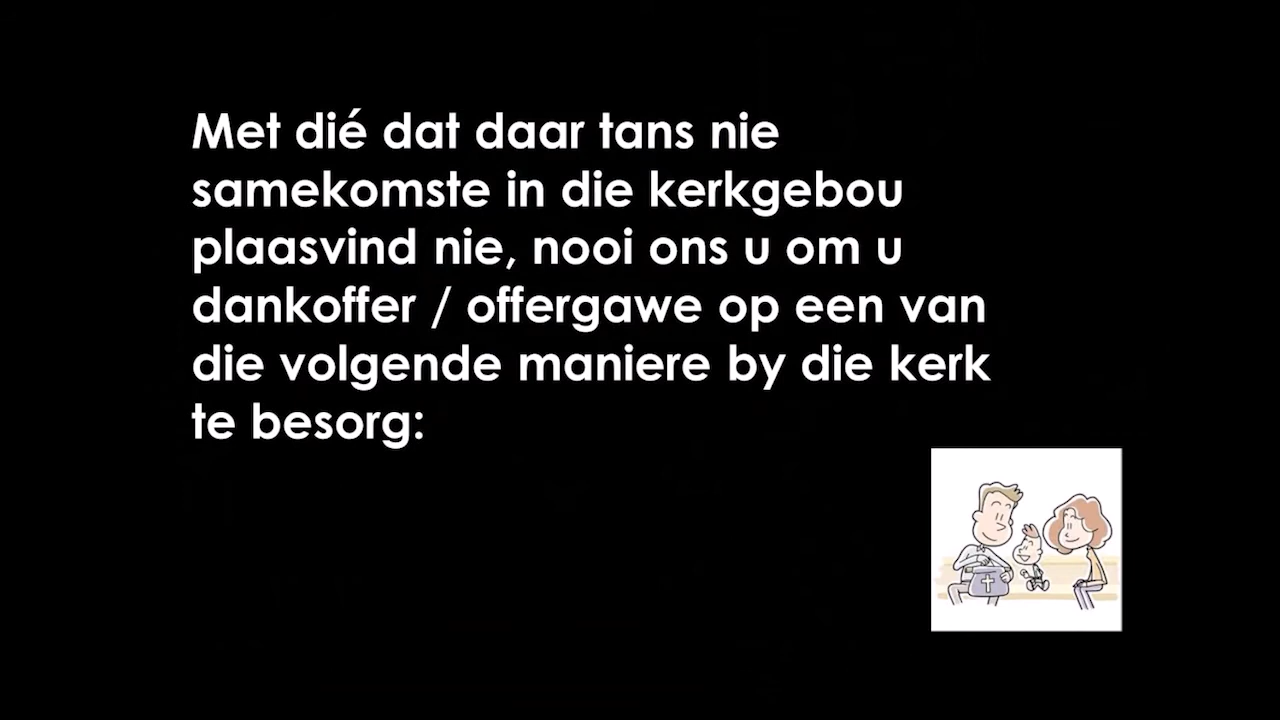 Met dié dat daar tans nie
samekomste in die kerkgebou
plaasvind nie, nooi ons u om u
dankoffer / offergawe op een van
die volgende maniere by die kerk
te besorg: